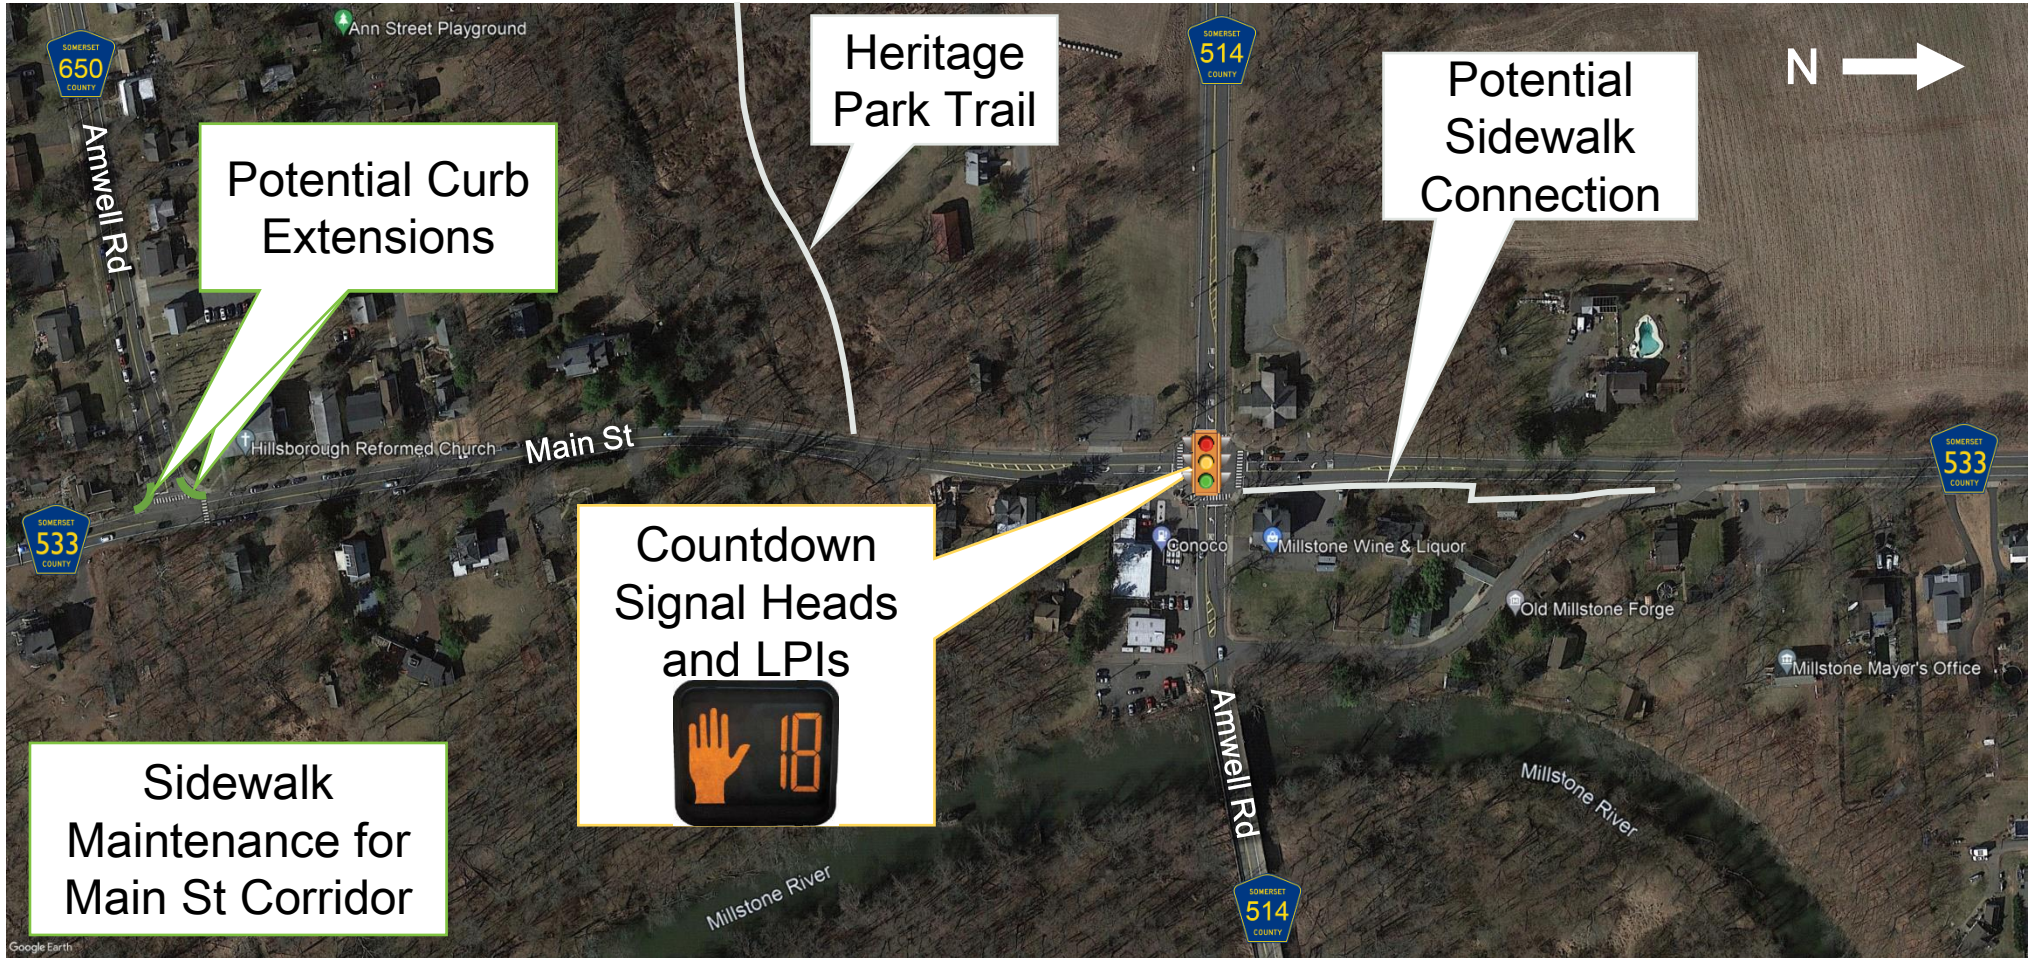 Ann Street Playground
SOMERSET
650
COUNTY
Amwell Rd
Potential Curb
Extensions
Heritage
Park Trail
SOMERSET
514
COUNTY
Potential
Sidewalk
Connection
N
Hillsborough Reformed Church
Main St
SOMERSET
533
COUNTY
SOMERSET
533
COUNTY
Countdown
Signal Heads
and LPIs
18
Conoco
Millstone Wine & Liquor
Old Millstone Forge
Millstone Mayor's Office
Amwell Rd
Millstone River
Millstone River
SOMERSET
514
COUNTY
Sidewalk
Maintenance for
Main St Corridor
Google Earth